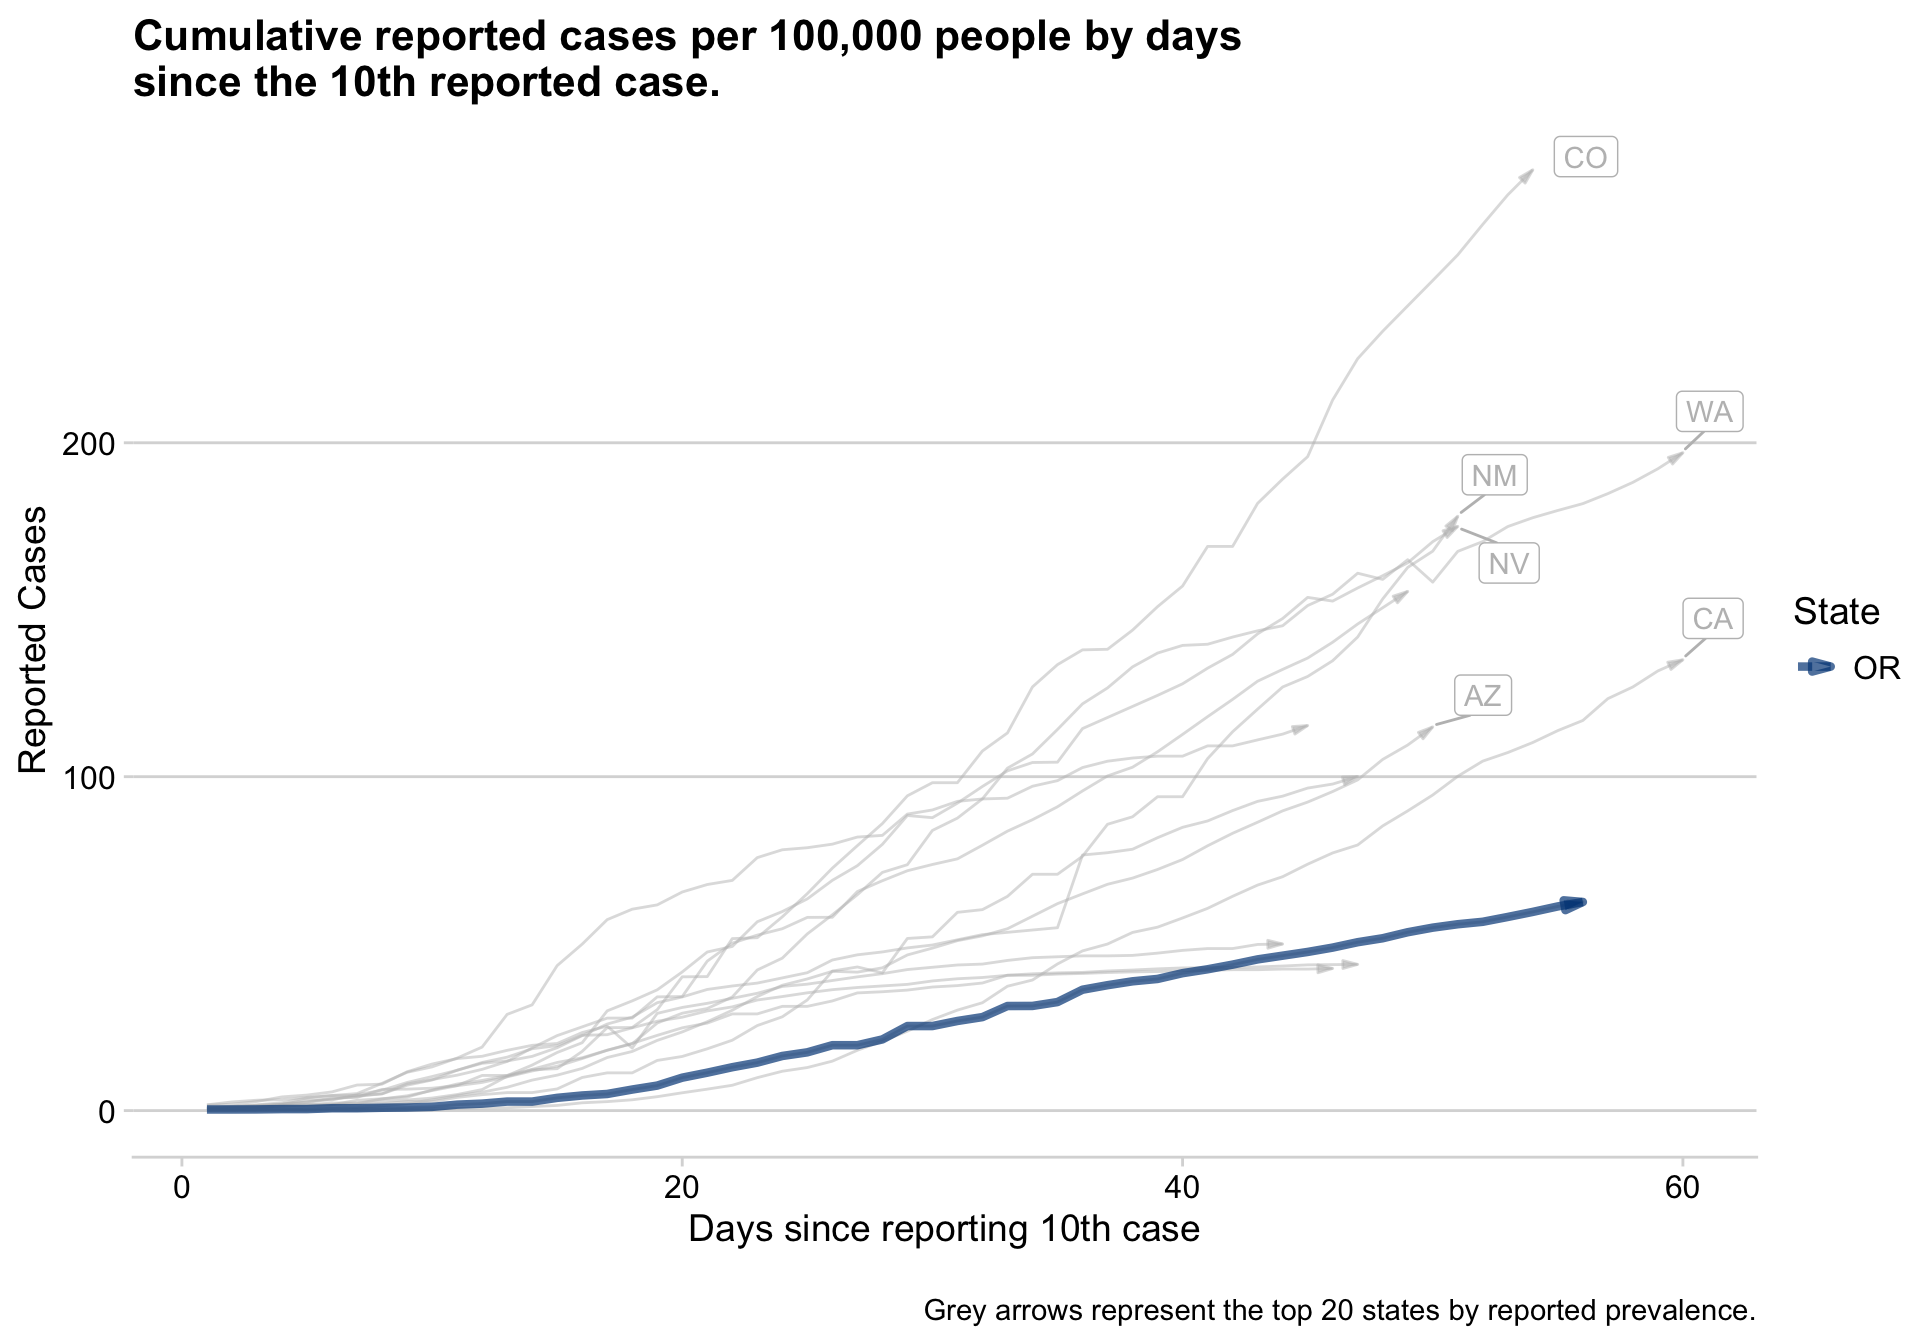 Cumulative reported cases per 100,000 people by days
since the 10th reported case.
CO
WA
200
NM
NV
CA
AZ
100
0
Reported Cases
State
OR
0 20 40 60
Days since reporting 10th case
Grey arrows represent the top 20 states by reported prevalence.